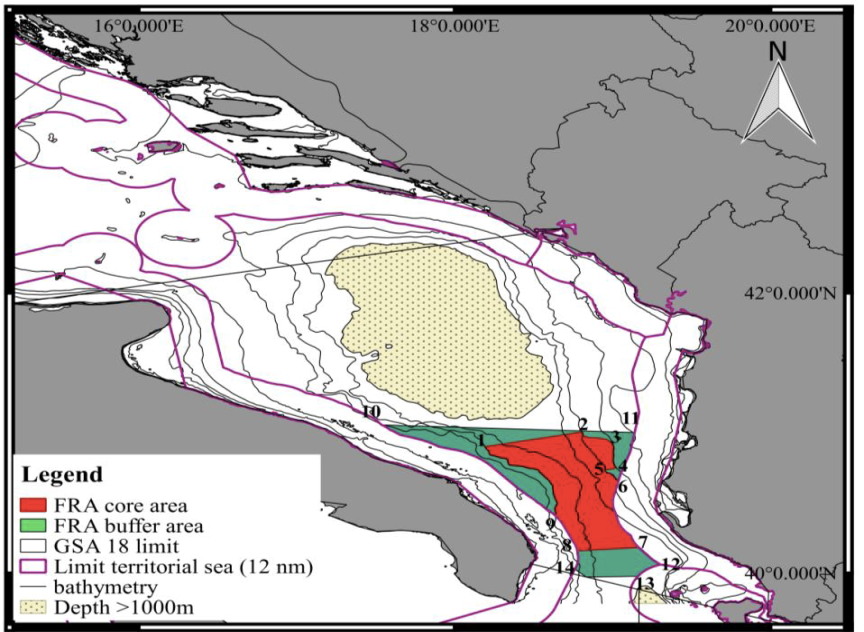 16°0.000'E 18°0.000'E 20°0.000'E
N
42°0.000'N
10
11
2
1
3
4
5
6
9
8
7
14
12
13
40°0.000'N
Legend
FRA core area
FRA buffer area
GSA 18 limit
Limit territorial sea (12 nm)
bathymetry
Depth >1000m